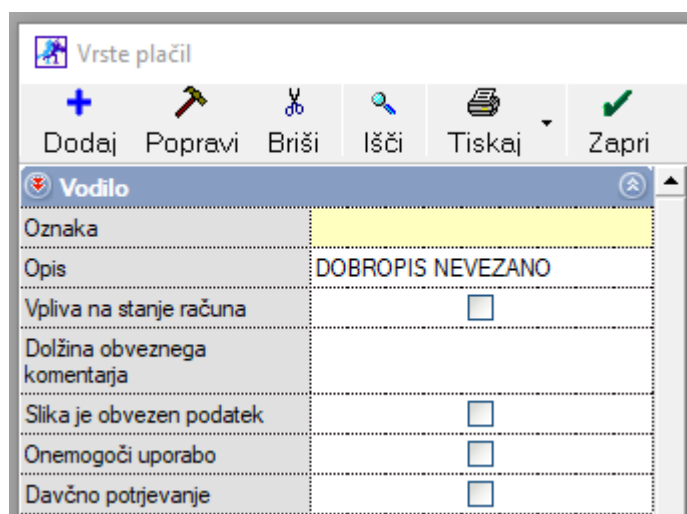 Vrste plačil
Dodaj Popravi Briši Išči Tiskaj Zapri
Vodilo
Oznaka
Opis DOBROPIS NEVEZANO
Vpliva na stanje računa
Dolžina obveznega
komentarja
Slika je obvezen podatek
Onemogoči uporabo
Davčno potrjevanje